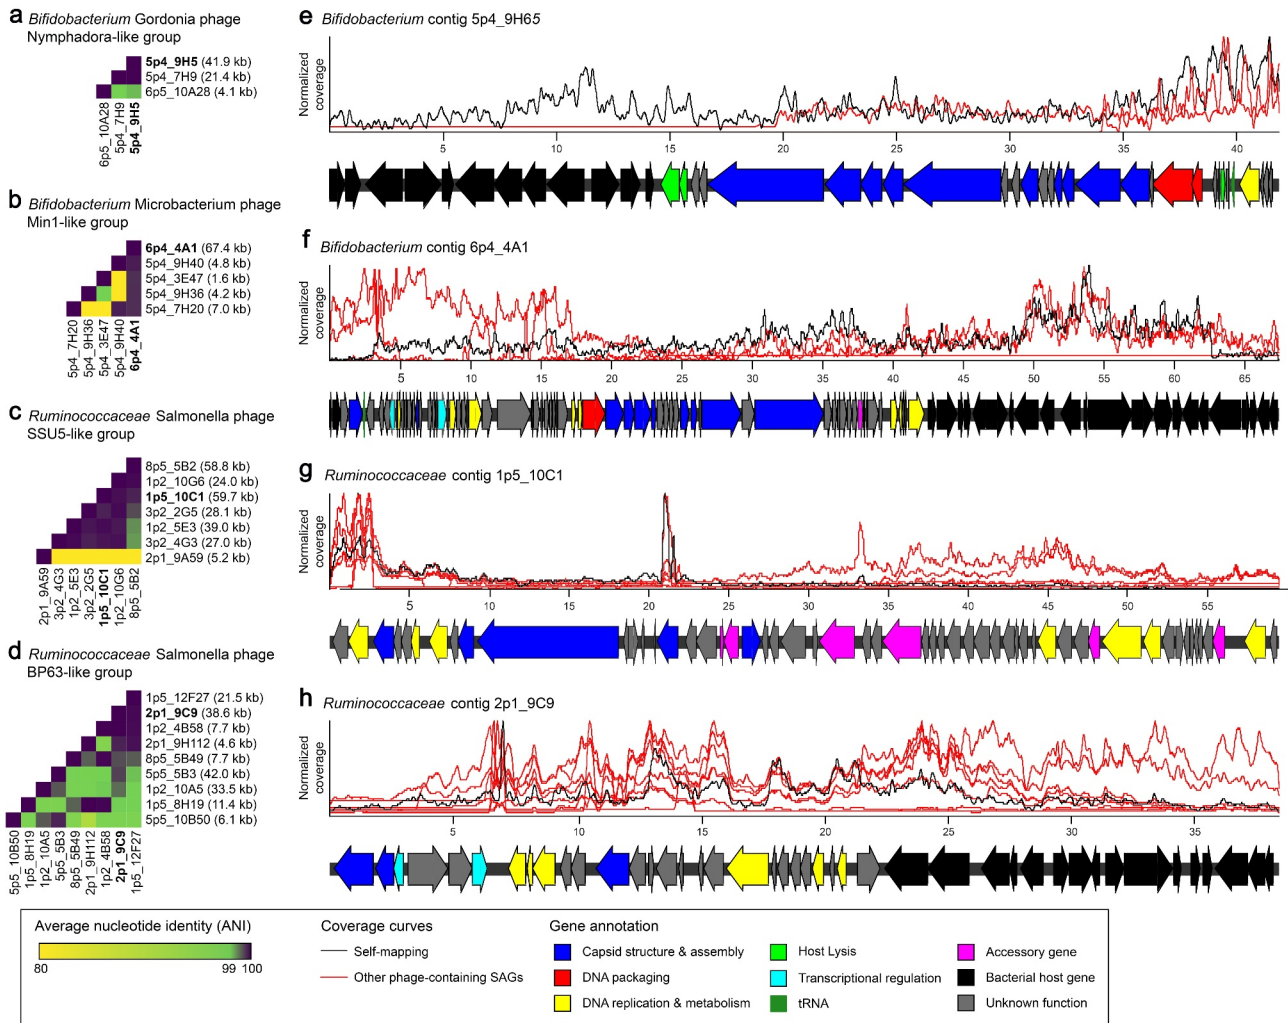 a Bifidobacterium Gordonia phage
Nymphadora-like group
5p4_9H5 (41.9 kb)
5p4_7H9 (21.4 kb)
6p5_10A28 (4.1 kb)
6p5_10A28
5p4_7H9
5p4_9H5
b Bifidobacterium Microbacterium phage
Min1-like group
6p4_4A1 (67.4 kb)
5p4_9H40 (4.8 kb)
5p4_3E47 (1.6 kb)
5p4_9H36 (4.2 kb)
5p4_7H20 (7.0 kb)
5p4_7H20
5p4_9H36
5p4_3E47
5p4_9H40
6p4_4A1
c Ruminococcaceae Salmonella phage
SSU5-like group
8p5_5B2 (58.8 kb)
1p2_10G6 (24.0 kb)
1p5_10C1 (59.7 kb)
3p2_2G5 (28.1 kb)
1p2_5E3 (39.0 kb)
3p2_4G3 (27.0 kb)
2p1_9A59 (5.2 kb)
2p1_9A59
3p2_4G3
1p2_5E3
3p2_2G5
1p5_10C1
1p2_10G6
8p5_5B2
d Ruminococcaceae Salmonella phage
BP63-like group
1p5_12F27 (21.5 kb)
2p1_9C9 (38.6 kb)
1p2_4B58 (7.7 kb)
2p1_9H112 (4.6 kb)
8p5_5B49 (7.7 kb)
5p5_5B3 (42.0 kb)
1p2_10A5 (33.5 kb)
1p5_8H19 (11.4 kb)
5p5_10B50 (6.1 kb)
5p5_10B50
1p5_8H19
1p2_10A5
5p5_5B3
8p5_5B49
2p1_9H112
1p2_4B58
2p1_9C9
1p5_12F27
e Bifidobacterium contig 5p4_9H65
Normalized
coverage
5 10 15 20 25 30 35 40
f Bifidobacterium contig 6p4_4A1
Normalized
coverage
5 10 15 20 25 30 35 40 45 50 55 60 65
g Ruminococcaceae contig 1p5_10C1
Normalized
coverage
5 10 15 20 25 30 35 40 45 50 55
h Ruminococcaceae contig 2p1_9C9
Normalized
coverage
5 10 15 20 25 30 35
Average nucleotide identity (ANI)
80 99 100
Coverage curves
Self-mapping
Other phage-containing SAGs
Gene annotation
Capsid structure & assembly
DNA packaging
DNA replication & metabolism
Host Lysis
Transcriptional regulation
tRNA
Accessory gene
Bacterial host gene
Unknown function